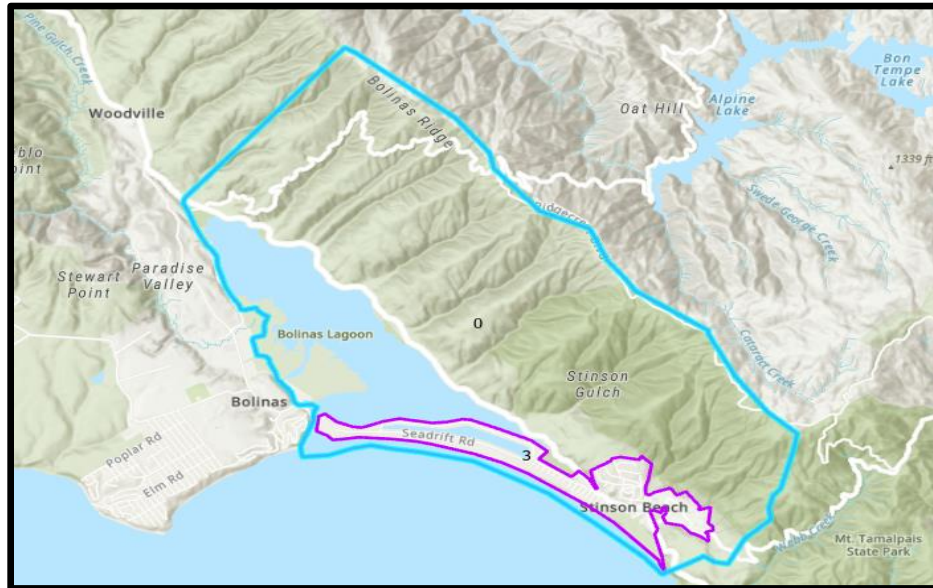 Pine Gulch Creek
Woodville
Bolinas Ridge
Oat Hill
Alpine
Lake
Bon
Tempe
Lake
1339 ft
Swede George Creek
Point
Stewart
Point
Paradise
Valley
Bolinas Lagoon
0
Stinson
Gulch
Cataract Creek
Bolinas
Poplar Rd
Elm Rd
Seadrift Rd
3
Stinson Beach
Webb Creek
Mt. Tamalpais
State Park